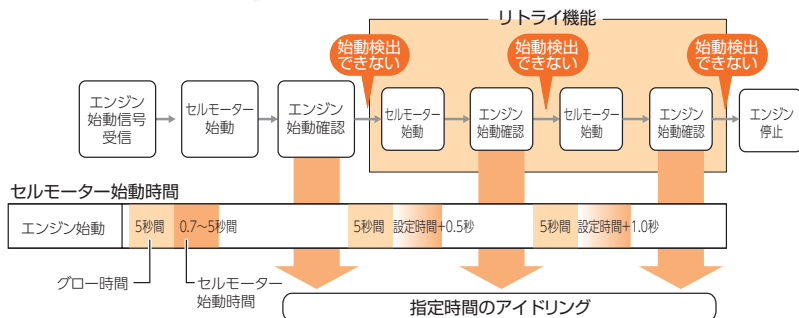 リトライ機能
始動検出
できない
始動検出
できない
始動検出
できない
エンジン
始動信号
受信
セルモーター
始動
エンジン
始動確認
セルモーター
始動
エンジン
始動確認
セルモーター
始動
エンジン
始動確認
エンジン
停止
セルモーター始動時間
エンジン始動
5秒間
0.7～5秒間
5秒間
設定時間+0.5秒
5秒間
設定時間+1.0秒
グロー時間
セルモーター
始動時間
指定時間のアイドリング